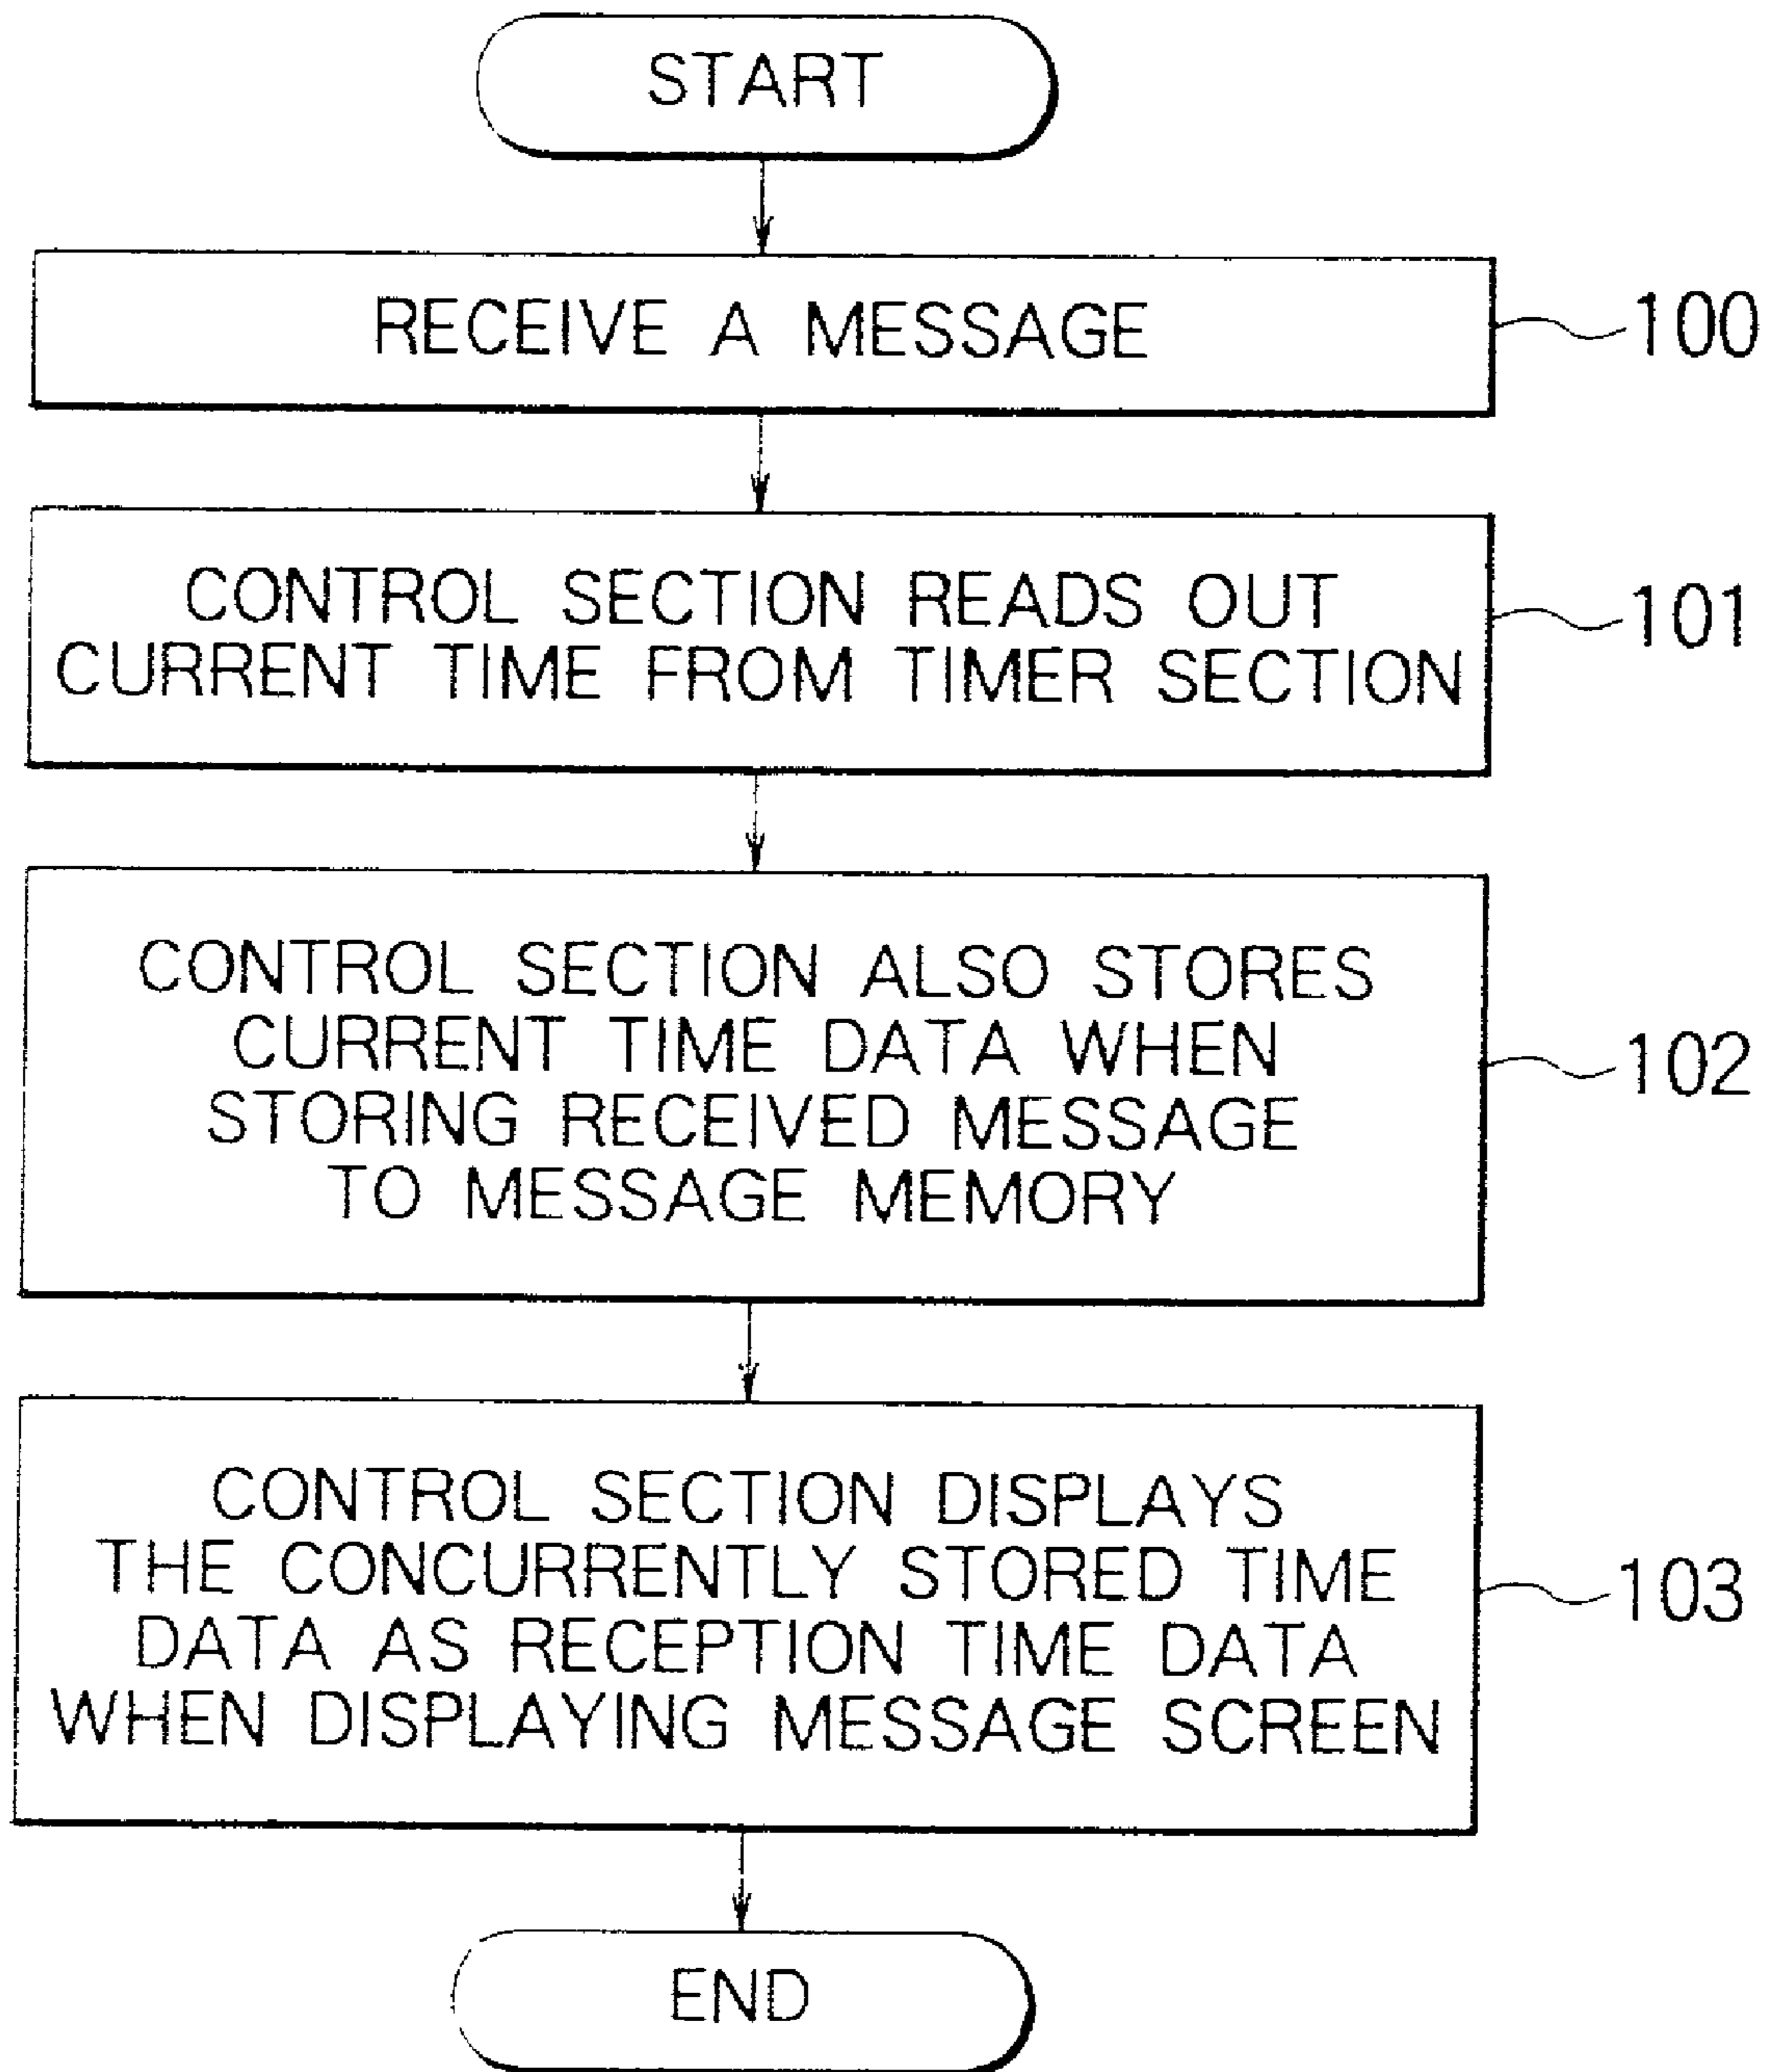 START
RECEIVE A MESSAGE
100
CONTROL SECTION READS OUT
CURRENT TIME FROM TIMER SECTION
101
CONTROL SECTION ALSO STORES
CURRENT TIME DATA WHEN
STORING RECEIVED MESSAGE
TO MESSAGE MEMORY
102
CONTROL SECTION DISPLAYS
THE CONCURRENTLY STORED TIME
DATA AS RECEPTION TIME DATA
WHEN DISPLAYING MESSAGE SCREEN
103
END